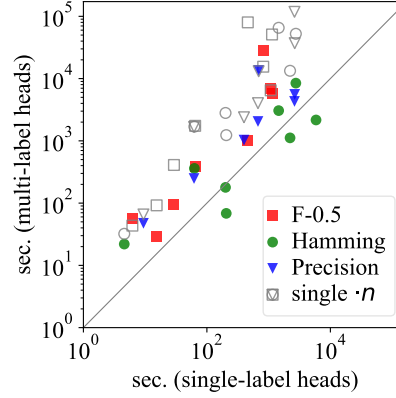 sec. (multi-label heads)
10^5
10^4
10^3
10^2
10^1
10^0
10^0
10^2
10^4
sec. (single-label heads)
F-0.5
Hamming
Precision
single ·n